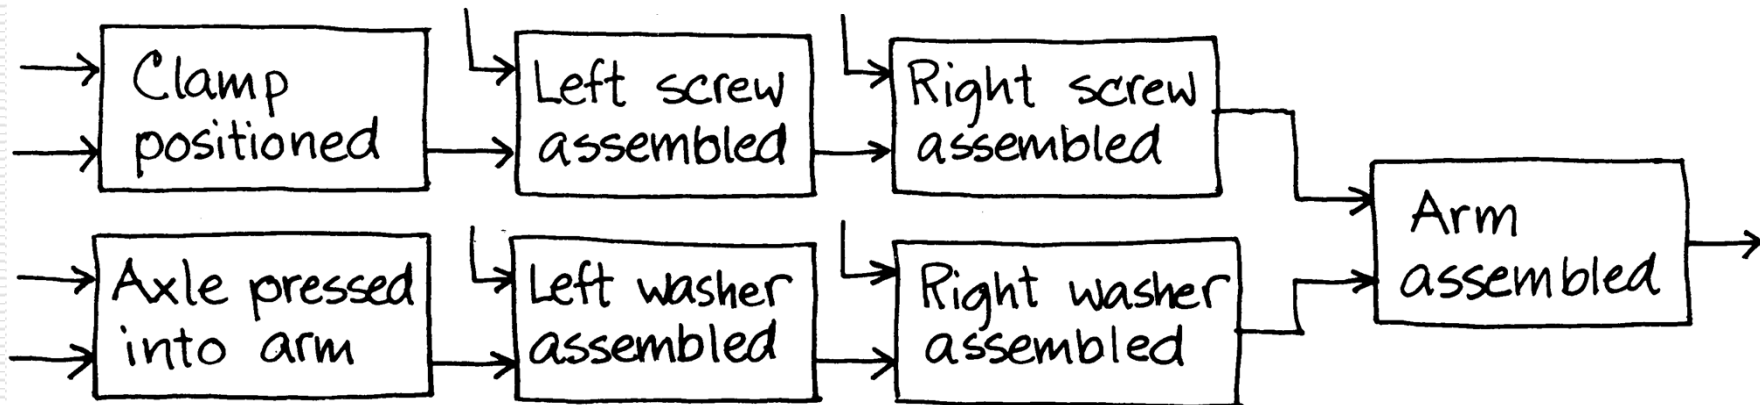 Clamp
positioned
Left screw
assembled
Right screw
assembled
Arm
assembled
Axle pressed
into arm
Left washer
assembled
Right washer
assembled